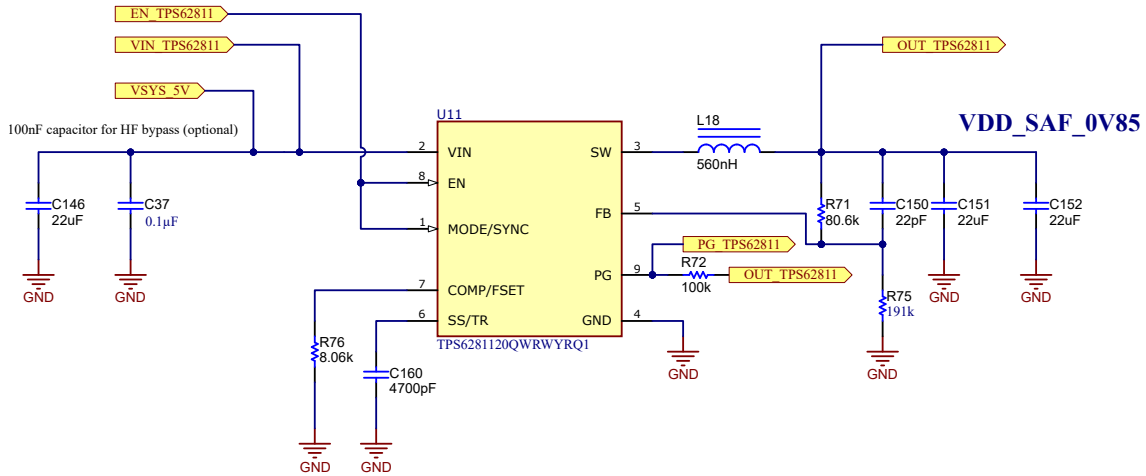 EN_TPS62811
VIN_TPS62811
OUT_TPS62811
VSYS_5V
U11
L18
VDD_SAF_0V85
100nF capacitor for HF bypass (optional)
2 VIN SW 3
560nH
8 EN
C146
22uF
C37
0.1µF
FB 5
R71
80.6k
C150
22pF
C151
22uF
C152
22uF
1 MODE/SYNC
PG_TPS62811
R72
PG 9
OUT_TPS62811
100k
7 COMP/FSET
R75
191k
GND GND
GND
6 SS/TR GND 4
TPS6281120QWRWYRQ1
R76
8.06k
C160
4700pF
GND GND
GND GND